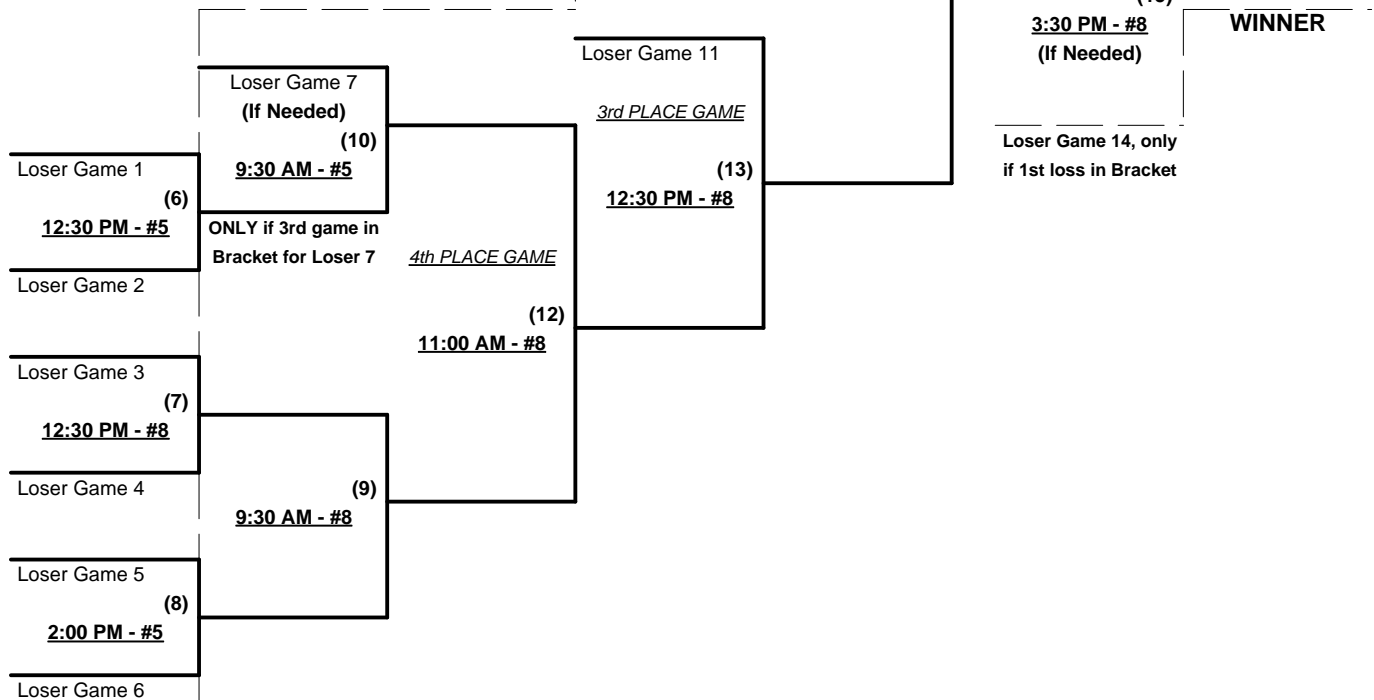 3:30 PM - #8
(If Needed)
WINNER
Loser Game 14, only
if 1st loss in Bracket
Loser Game 11
3rd PLACE GAME
(13)
12:30 PM - #8
Loser Game 7
(If Needed)
(10)
9:30 AM - #5
ONLY if 3rd game in
Bracket for Loser 7
Loser Game 1
(6)
12:30 PM - #5
Loser Game 2
4th PLACE GAME
(12)
11:00 AM - #8
Loser Game 3
(7)
12:30 PM - #8
Loser Game 4
(9)
9:30 AM - #8
Loser Game 5
(8)
2:00 PM - #5
Loser Game 6